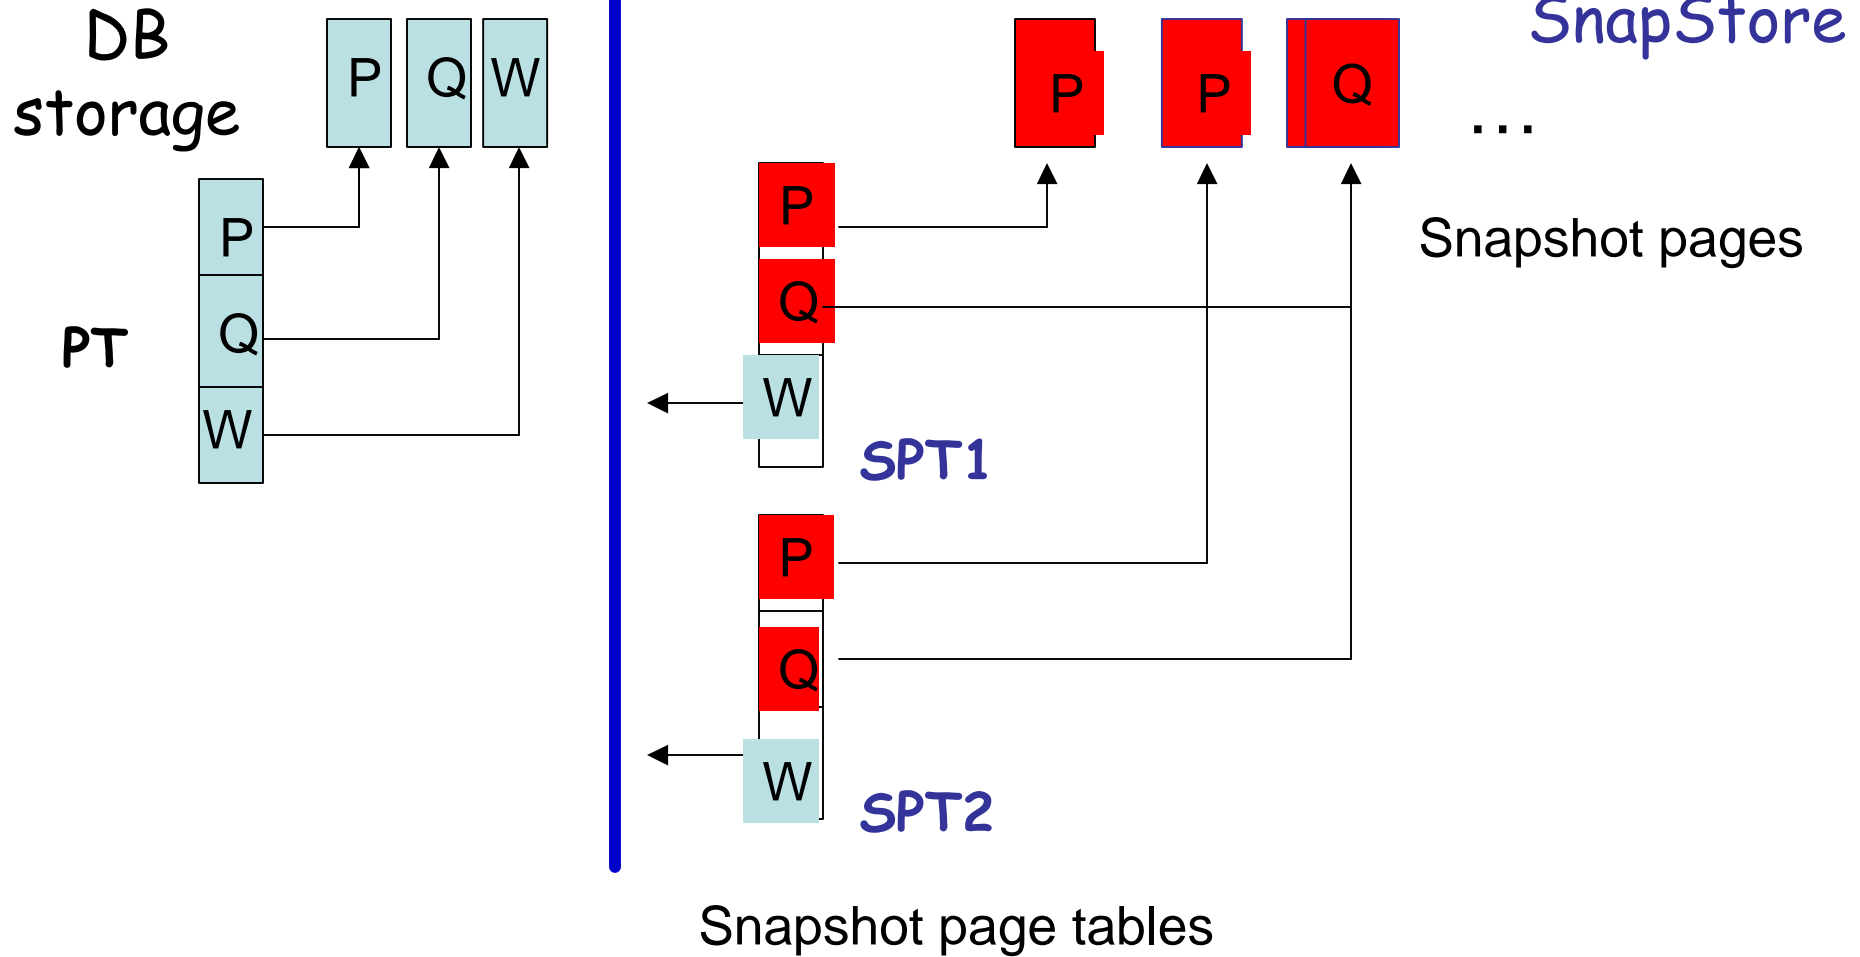 DB
storage
P Q W
PT
P
Q
W
SnapStore
P P Q ...
Snapshot pages
P
Q
W
SPT1
P
Q
W
SPT2
Snapshot page tables